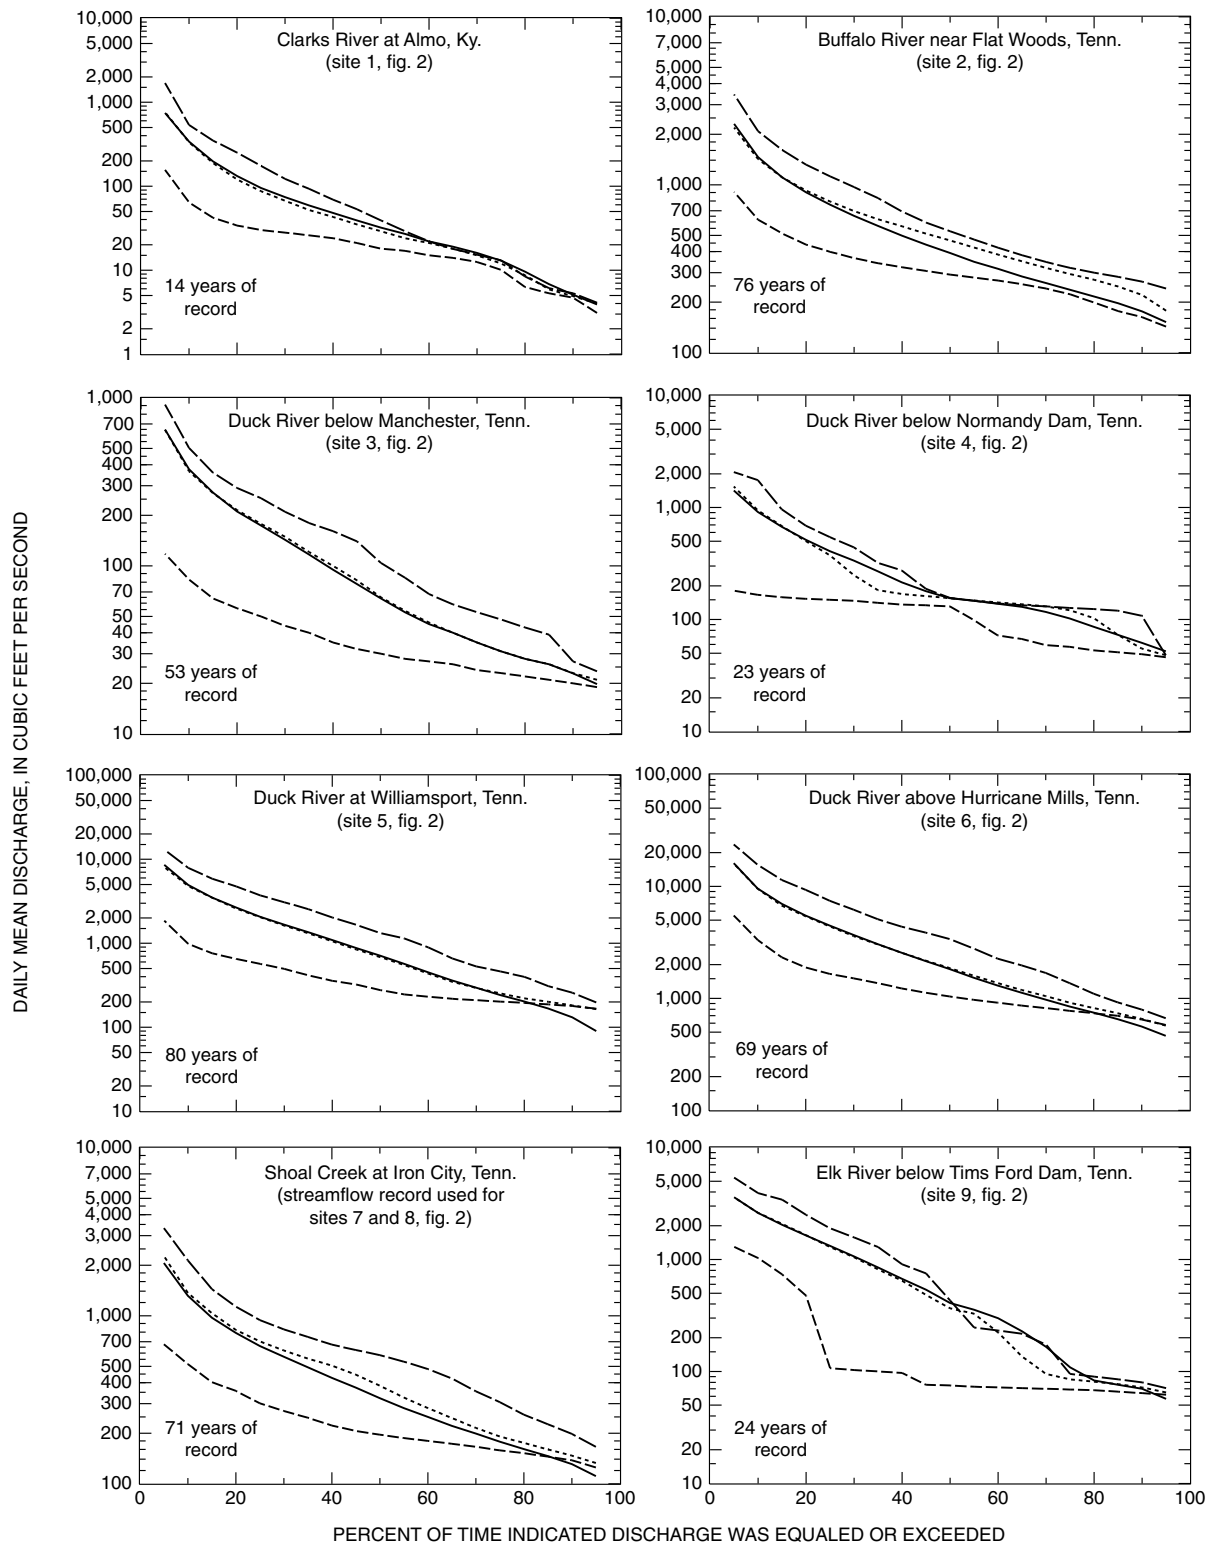 DAILY MEAN DISCHARGE, IN CUBIC FEET PER SECOND
10,000
5,000
2,000
1,000
500
200
100
50
20
10
5
2
1
Clarks River at Almo, Ky.
(site 1, fig. 2)
14 years of
record
10,000
7,000
5,000
4,000
3,000
2,000
1,000
700
500
400
300
200
100
Buffalo River near Flat Woods, Tenn.
(site 2, fig. 2)
76 years of
record
1,000
700
500
400
300
200
100
70
50
40
30
20
10
Duck River below Manchester, Tenn.
(site 3, fig. 2)
53 years of
record
10,000
5,000
2,000
1,000
500
200
100
50
20
10
Duck River below Normandy Dam, Tenn.
(site 4, fig. 2)
23 years of
record
100,000
50,000
20,000
10,000
5,000
2,000
1,000
500
200
100
50
20
10
Duck River at Williamsport, Tenn.
(site 5, fig. 2)
80 years of
record
100,000
50,000
20,000
10,000
5,000
2,000
1,000
500
200
100
Duck River above Hurricane Mills, Tenn.
(site 6, fig. 2)
69 years of
record
10,000
7,000
5,000
4,000
3,000
2,000
1,000
700
500
400
300
200
100
Shoal Creek at Iron City, Tenn.
(streamflow record used for
sites 7 and 8, fig. 2)
71 years of
record
0 20 40 60 80 100
10,000
5,000
2,000
1,000
500
200
100
50
20
10
Elk River below Tims Ford Dam, Tenn.
(site 9, fig. 2)
24 years of
record
0 20 40 60 80 100
PERCENT OF TIME INDICATED DISCHARGE WAS EQUALED OR EXCEEDED